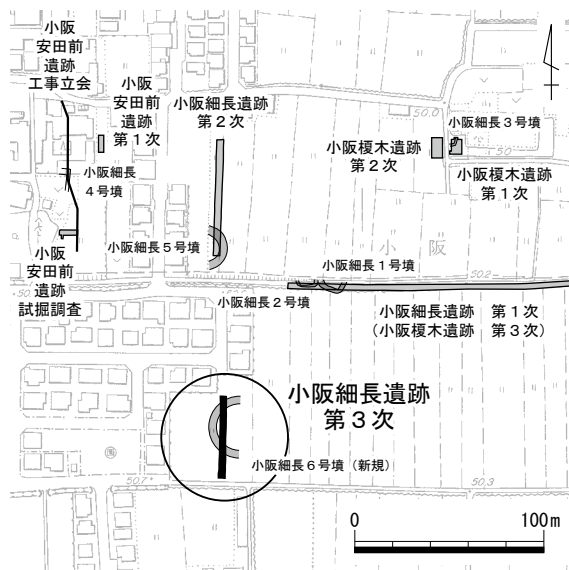 小阪
安田前
遺跡
工事立会
小阪
安田前
遺跡
第１次
小阪細長遺跡
第２次
50.0
小阪細長３号墳
小阪榎木遺跡
第２次
50
小阪榎木遺跡
第１次
小阪細長
４号墳
小阪細長５号墳
小阪
小阪
安田前
遺跡
試掘調査
小阪細長１号墳
50.2
50.
小阪細長２号墳
小阪細長遺跡　第１次
（小阪榎木遺跡　第３次）
小阪細長遺跡
第３次
小阪細長６号墳（新規）
50.7
50.3
0
100m